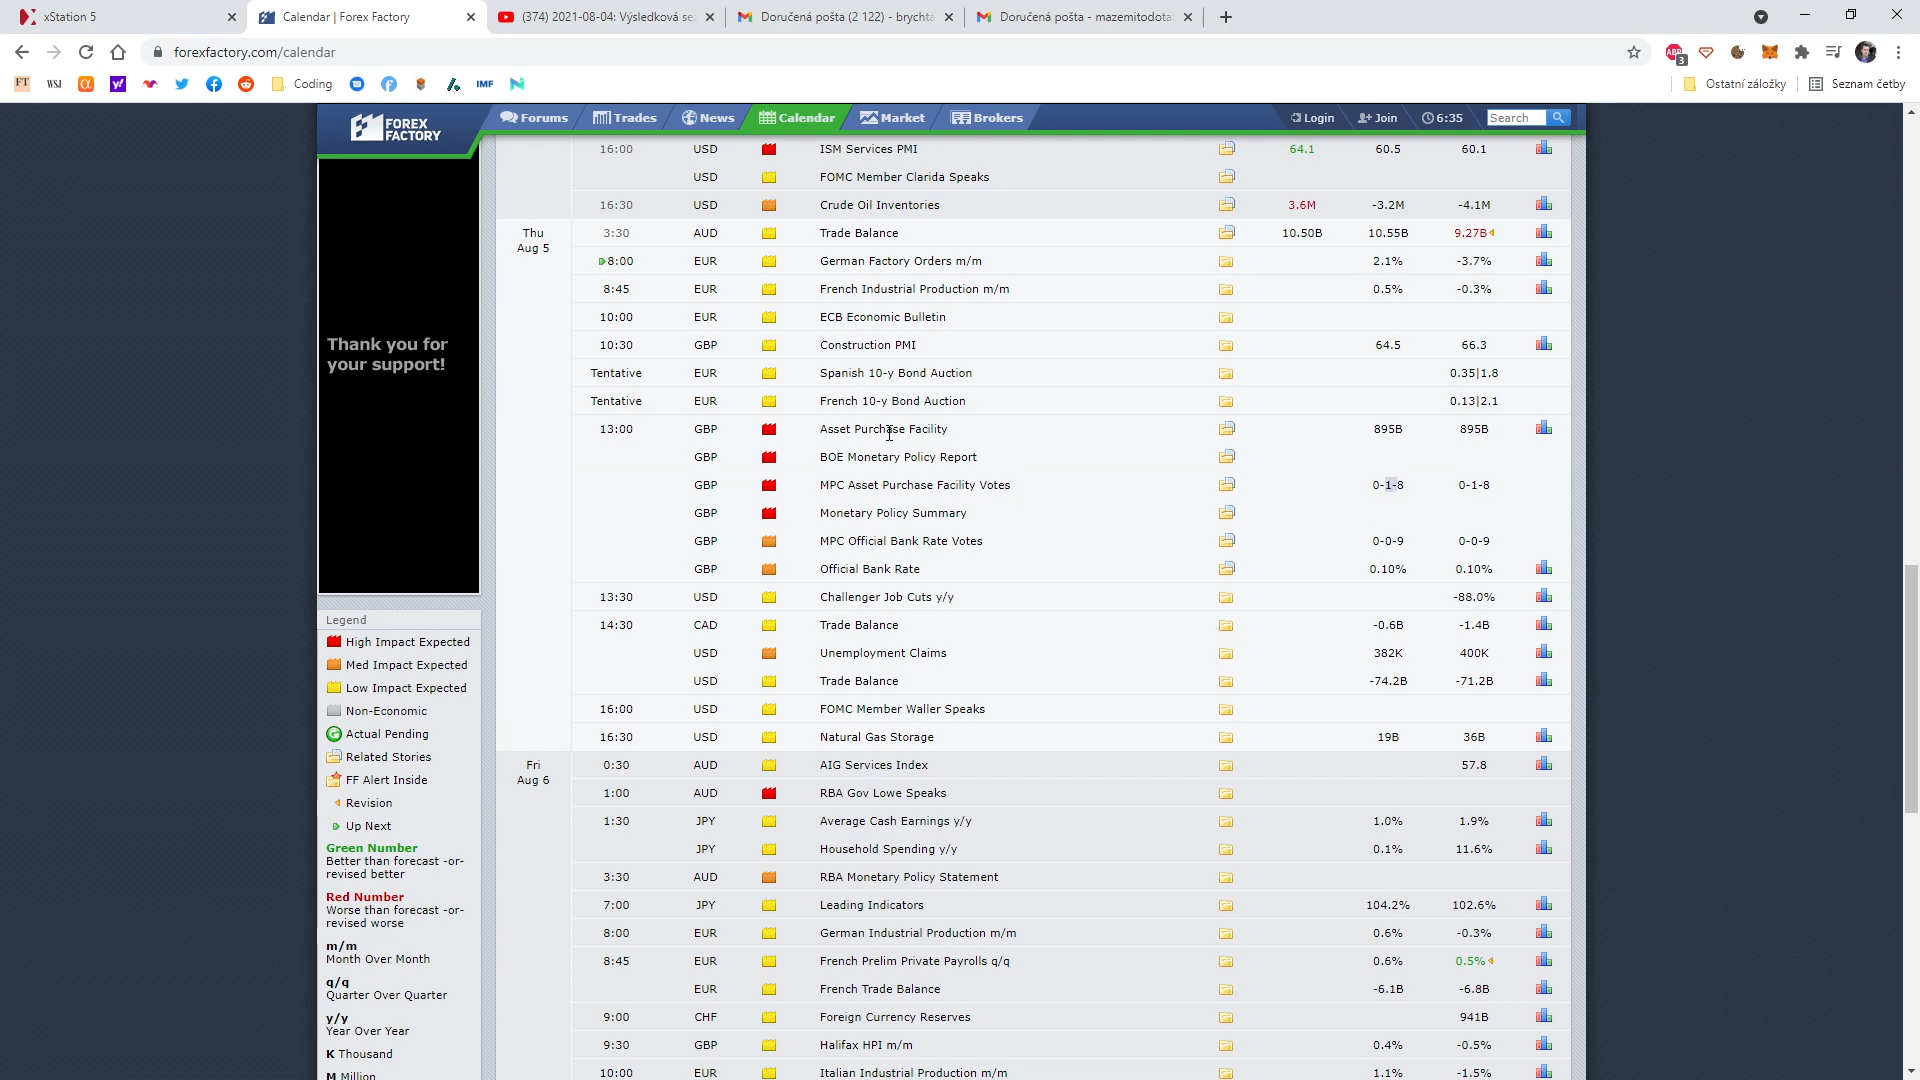 xStation 5
Calendar | Forex Factory
(374) 2021-08-04: Výsledková se
Doručená pošta (2 122) - brychta
Doručená pošta - mazemitodota
forexfactory.com/calendar
ABP 3
FT WSJ Coding IMF Ostatní záložky Seznam četby
FOREX FACTORY
Forums Trades News Calendar Market Brokers Login Join 6:35 Search
16:00 USD ISM Services PMI 64.1 60.5 60.1
USD FOMC Member Clarida Speaks
16:30 USD Crude Oil Inventories 3.6M -3.2M -4.1M
Thu Aug 5 3:30 AUD Trade Balance 10.50B 10.55B 9.27B
8:00 EUR German Factory Orders m/m 2.1% -3.7%
8:45 EUR French Industrial Production m/m 0.5% -0.3%
10:00 EUR ECB Economic Bulletin
10:30 GBP Construction PMI 64.5 66.3
Tentative EUR Spanish 10-y Bond Auction 0.35|1.8
Tentative EUR French 10-y Bond Auction 0.13|2.1
13:00 GBP Asset Purchase Facility 895B 895B
GBP BOE Monetary Policy Report
GBP MPC Asset Purchase Facility Votes 0-1-8 0-1-8
GBP Monetary Policy Summary
GBP MPC Official Bank Rate Votes 0-0-9 0-0-9
GBP Official Bank Rate 0.10% 0.10%
13:30 USD Challenger Job Cuts y/y -88.0%
14:30 CAD Trade Balance -0.6B -1.4B
USD Unemployment Claims 382K 400K
USD Trade Balance -74.2B -71.2B
16:00 USD FOMC Member Waller Speaks
16:30 USD Natural Gas Storage 19B 36B
Fri Aug 6 0:30 AUD AIG Services Index 57.8
1:00 AUD RBA Gov Lowe Speaks
1:30 JPY Average Cash Earnings y/y 1.0% 1.9%
JPY Household Spending y/y 0.1% 11.6%
3:30 AUD RBA Monetary Policy Statement
7:00 JPY Leading Indicators 104.2% 102.6%
8:00 EUR German Industrial Production m/m 0.6% -0.3%
8:45 EUR French Prelim Private Payrolls q/q 0.6% 0.5%
EUR French Trade Balance -6.1B -6.8B
9:00 CHF Foreign Currency Reserves 941B
9:30 GBP Halifax HPI m/m 0.4% -0.5%
10:00 EUR Italian Industrial Production m/m 1.1% -1.5%
Thank you for
your support!
Legend
High Impact Expected
Med Impact Expected
Low Impact Expected
Non-Economic
Actual Pending
Related Stories
FF Alert Inside
Revision
Up Next
Green Number
Better than forecast -or-
revised better
Red Number
Worse than forecast -or-
revised worse
m/m
Month Over Month
q/q
Quarter Over Quarter
y/y
Year Over Year
K Thousand
M Million